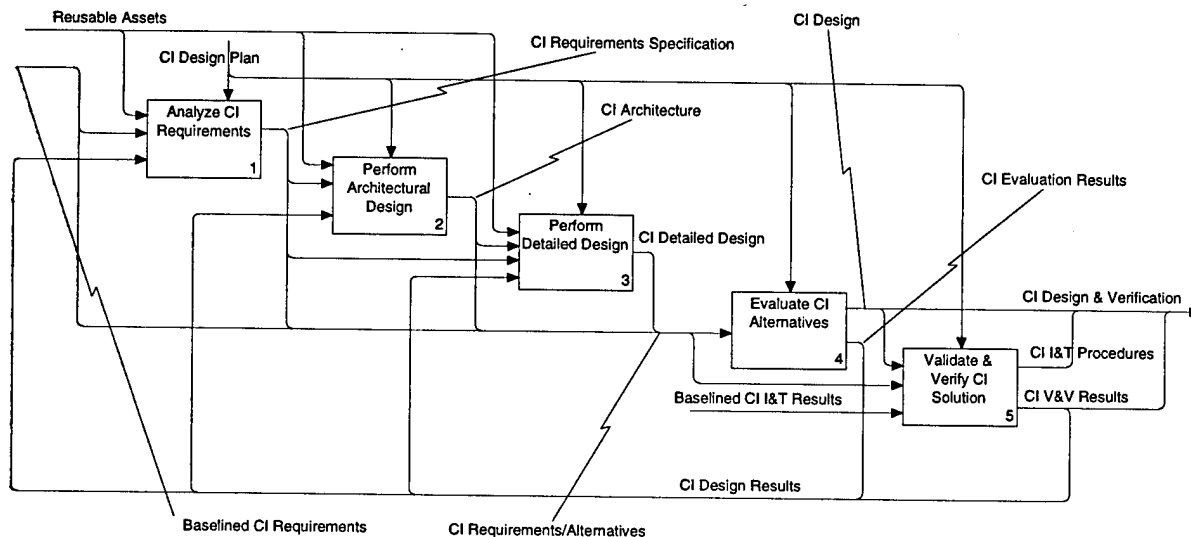 Reusable Assets
CI Design
CI Requirements Specification
CI Design Plan
Analyze CI
Requirements
1
CI Architecture
Perform
Architectural
Design
2
CI Evaluation Results
Perform
Detailed Design
3
CI Detailed Design
Evaluate CI
Alternatives
4
CI Design & Verification
Validate &
Verify CI
Solution
5
CI I&T Procedures
Baselined CI I&T Results
CI V&V Results
CI Design Results
Baselined CI Requirements
CI Requirements/Alternatives